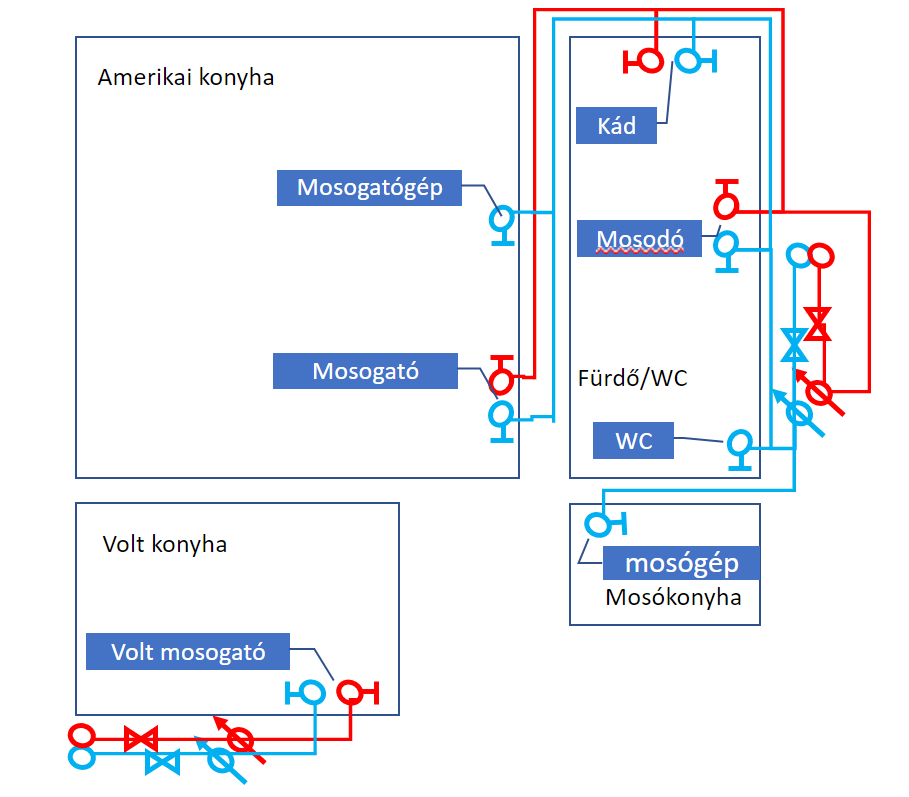 Amerikai konyha
Kád
Mosogatógép
Mosodó
Mosogató
Fürdő/WC
WC
Volt konyha
mosógép
Mosókonyha
Volt mosogató